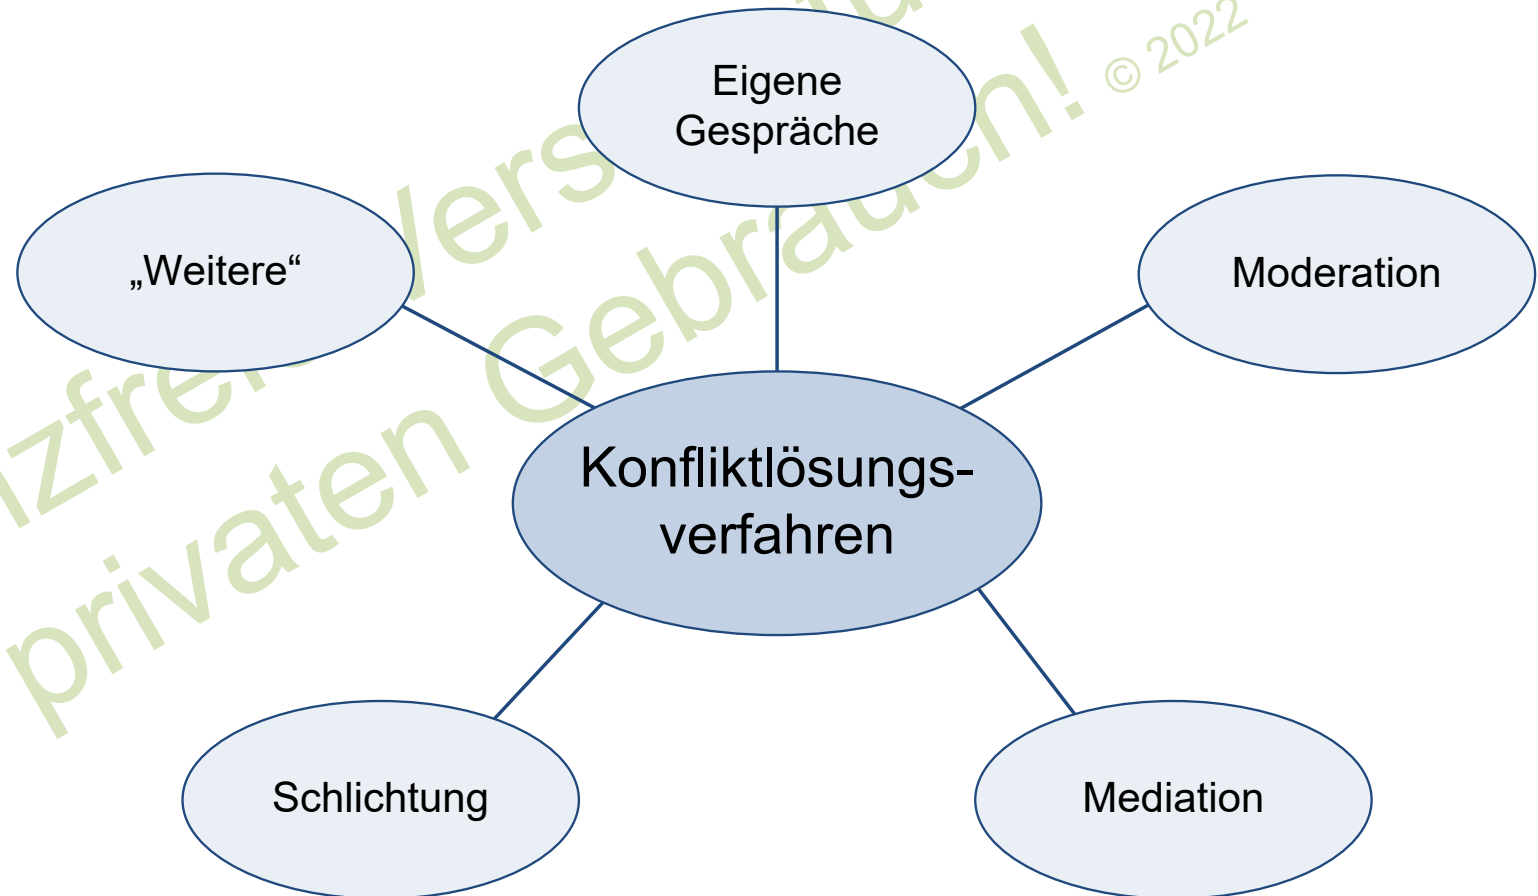 Eigene
Gespräche
„Weitere“
Moderation
Konfliktlösungs-
verfahren
Schlichtung
Mediation
privaten Gebrauch! © 2022